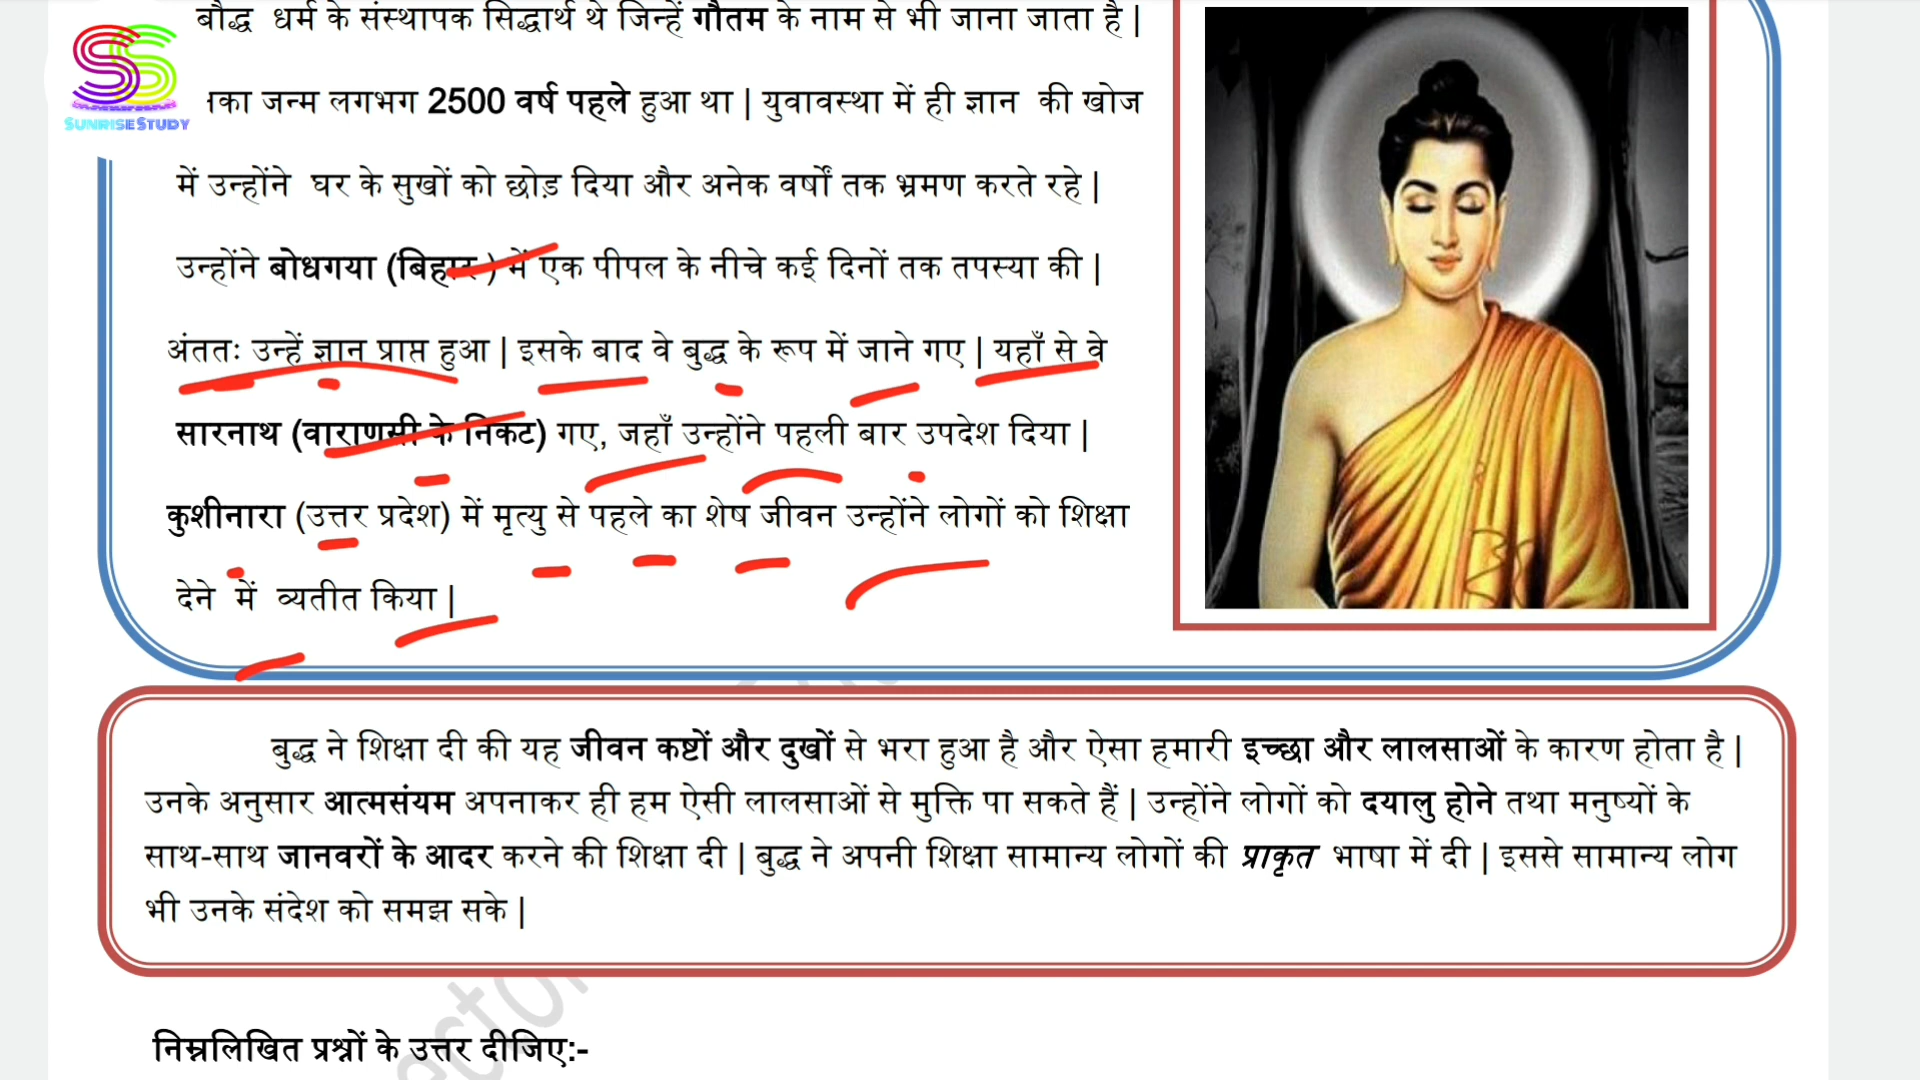 बौद्ध धर्म के संस्थापक सिद्धार्थ थे जिन्हें गौतम के नाम से भी जाना जाता है |
SUNRISE STUDY
जन्म लगभग 2500 वर्ष पहले हुआ था | युवावस्था में ही ज्ञान की खोज
में उन्होंने घर के सुखों को छोड़ दिया और अनेक वर्षों तक भ्रमण करते रहे |
उन्होंने बोधगया (बिहार ) में एक पीपल के नीचे कई दिनों तक तपस्या की |
अंततः उन्हें ज्ञान प्राप्त हुआ | इसके बाद वे बुद्ध के रूप में जाने गए | यहाँ से वे
सारनाथ (वाराणसी के निकट) गए, जहाँ उन्होंने पहली बार उपदेश दिया |
कुशीनारा (उत्तर प्रदेश) में मृत्यु से पहले का शेष जीवन उन्होंने लोगों को शिक्षा
देने में व्यतीत किया |
बुद्ध ने शिक्षा दी की यह जीवन कष्टों और दुखों से भरा हुआ है और ऐसा हमारी इच्छा और लालसाओं के कारण होता है |
उनके अनुसार आत्मसंयम अपनाकर ही हम ऐसी लालसाओं से मुक्ति पा सकते हैं | उन्होंने लोगों को दयालु होने तथा मनुष्यों के
साथ-साथ जानवरों के आदर करने की शिक्षा दी | बुद्ध ने अपनी शिक्षा सामान्य लोगों की प्राकृत भाषा में दी | इससे सामान्य लोग
भी उनके संदेश को समझ सके |
निम्नलिखित प्रश्नों के उत्तर दीजिए:-